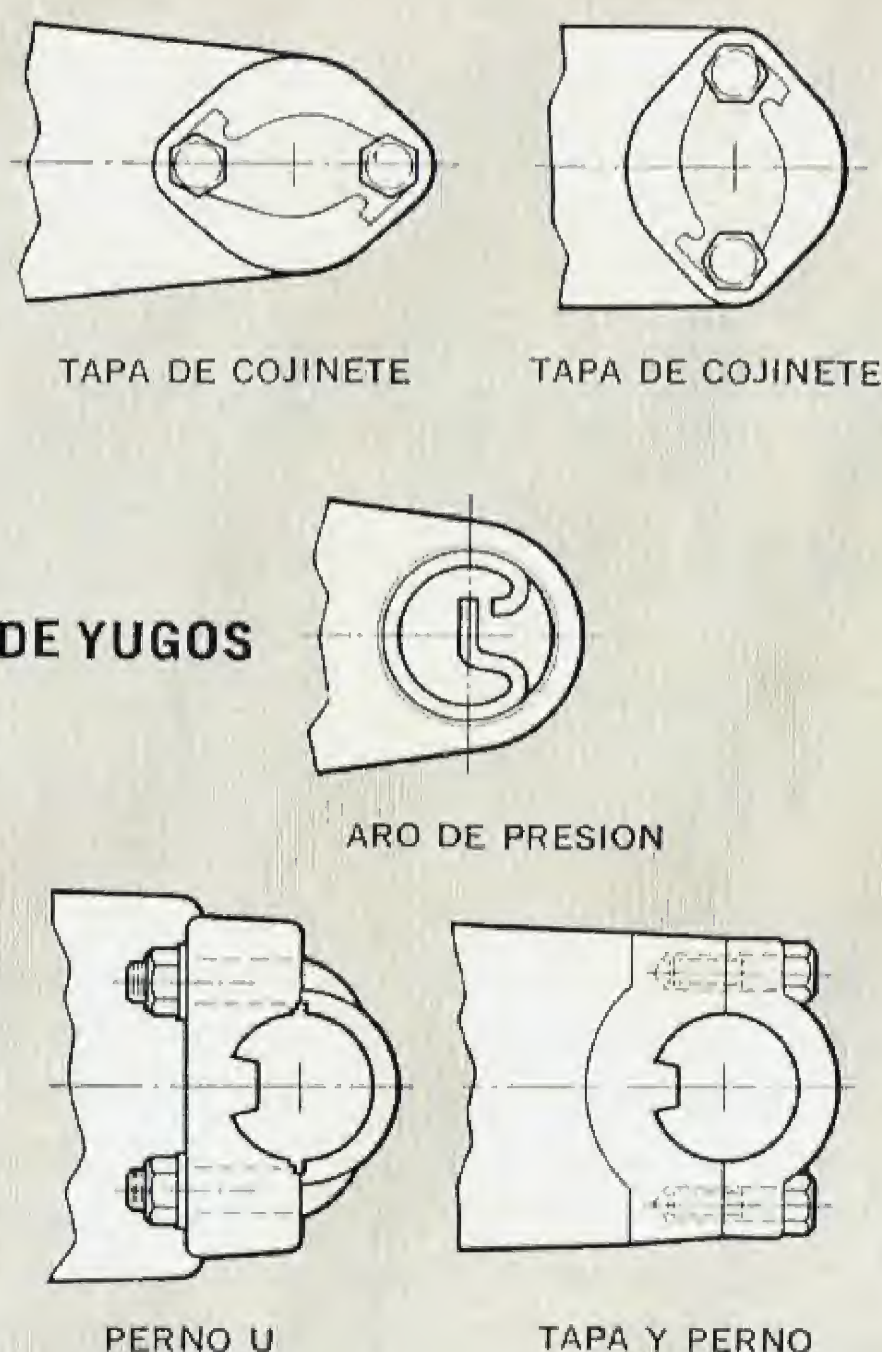 TAPA DE COJINETE
TAPA DE COJINETE
DE YUGOS
ARO DE PRESION
PERNO U
TAPA Y PERNO